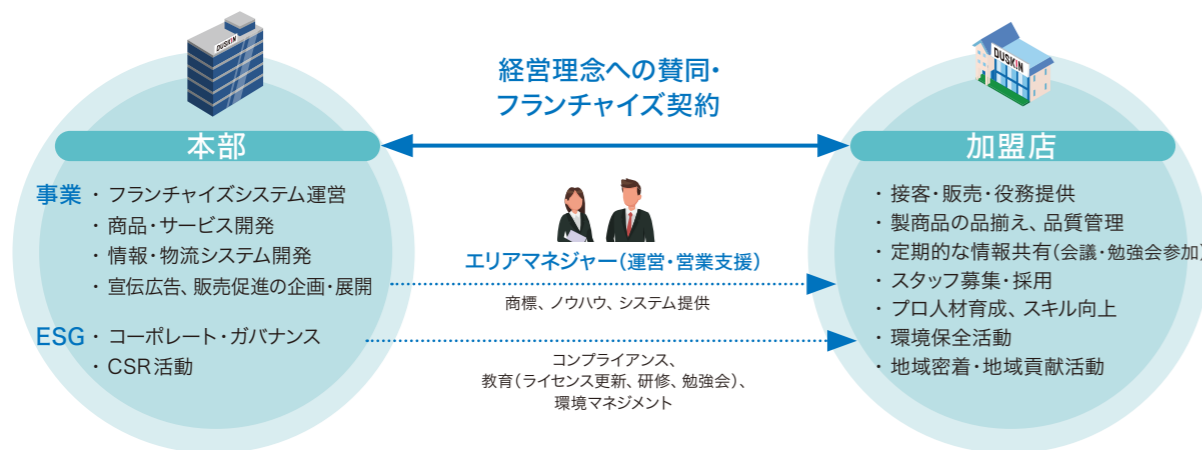 DUSKIN
DUSKIN
経営理念への賛同・
フランチャイズ契約
本部
事業
・フランチャイズシステム運営
・商品・サービス開発
・情報・物流システム開発
・宣伝広告、販売促進の企画・展開
ESG
・コーポレート・ガバナンス
・CSR活動
エリアマネジャー(運営・営業支援)
商標、ノウハウ、システム提供
コンプライアンス、
教育(ライセンス更新、研修、勉強会)、
環境マネジメント
加盟店
・接客・販売・役務提供
・製商品の品揃え、品質管理
・定期的な情報共有(会議・勉強会参加)
・スタッフ募集・採用
・プロ人材育成、スキル向上
・環境保全活動
・地域密着・地域貢献活動